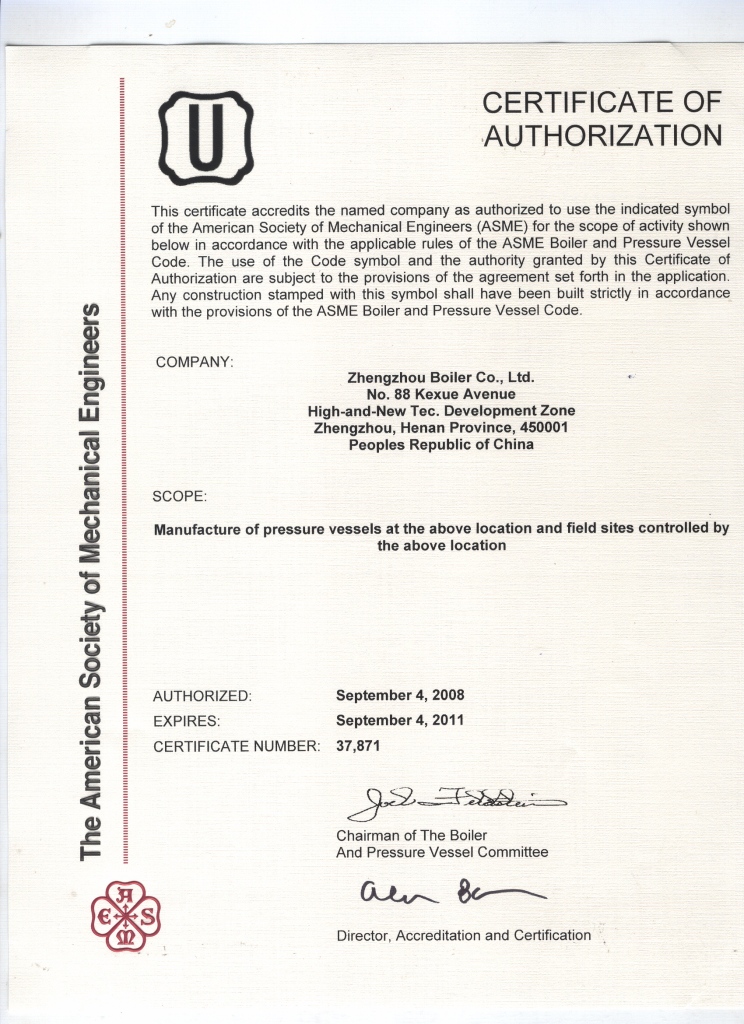 U
CERTIFICATE OF
AUTHORIZATION
This certificate accredits the named company as authorized to use the indicated symbol
of the American Society of Mechanical Engineers (ASME) for the scope of activity shown
below in accordance with the applicable rules of the ASME Boiler and Pressure Vessel
Code. The use of the Code symbol and the authority granted by this Certificate of
Authorization are subject to the provisions of the agreement set forth in the application.
Any construction stamped with this symbol shall have been built strictly in accordance
with the provisions of the ASME Boiler and Pressure Vessel Code.
COMPANY:
Zhengzhou Boiler Co., Ltd.
No. 88 Kexue Avenue
High-and-New Tec. Development Zone
Zhengzhou, Henan Province, 450001
Peoples Republic of China
SCOPE:
Manufacture of pressure vessels at the above location and field sites controlled by
the above location
AUTHORIZED: September 4, 2008
EXPIRES: September 4, 2011
CERTIFICATE NUMBER: 37,871
Chairman of The Boiler
And Pressure Vessel Committee
Director, Accreditation and Certification
The American Society of Mechanical Engineers
A
E S
M